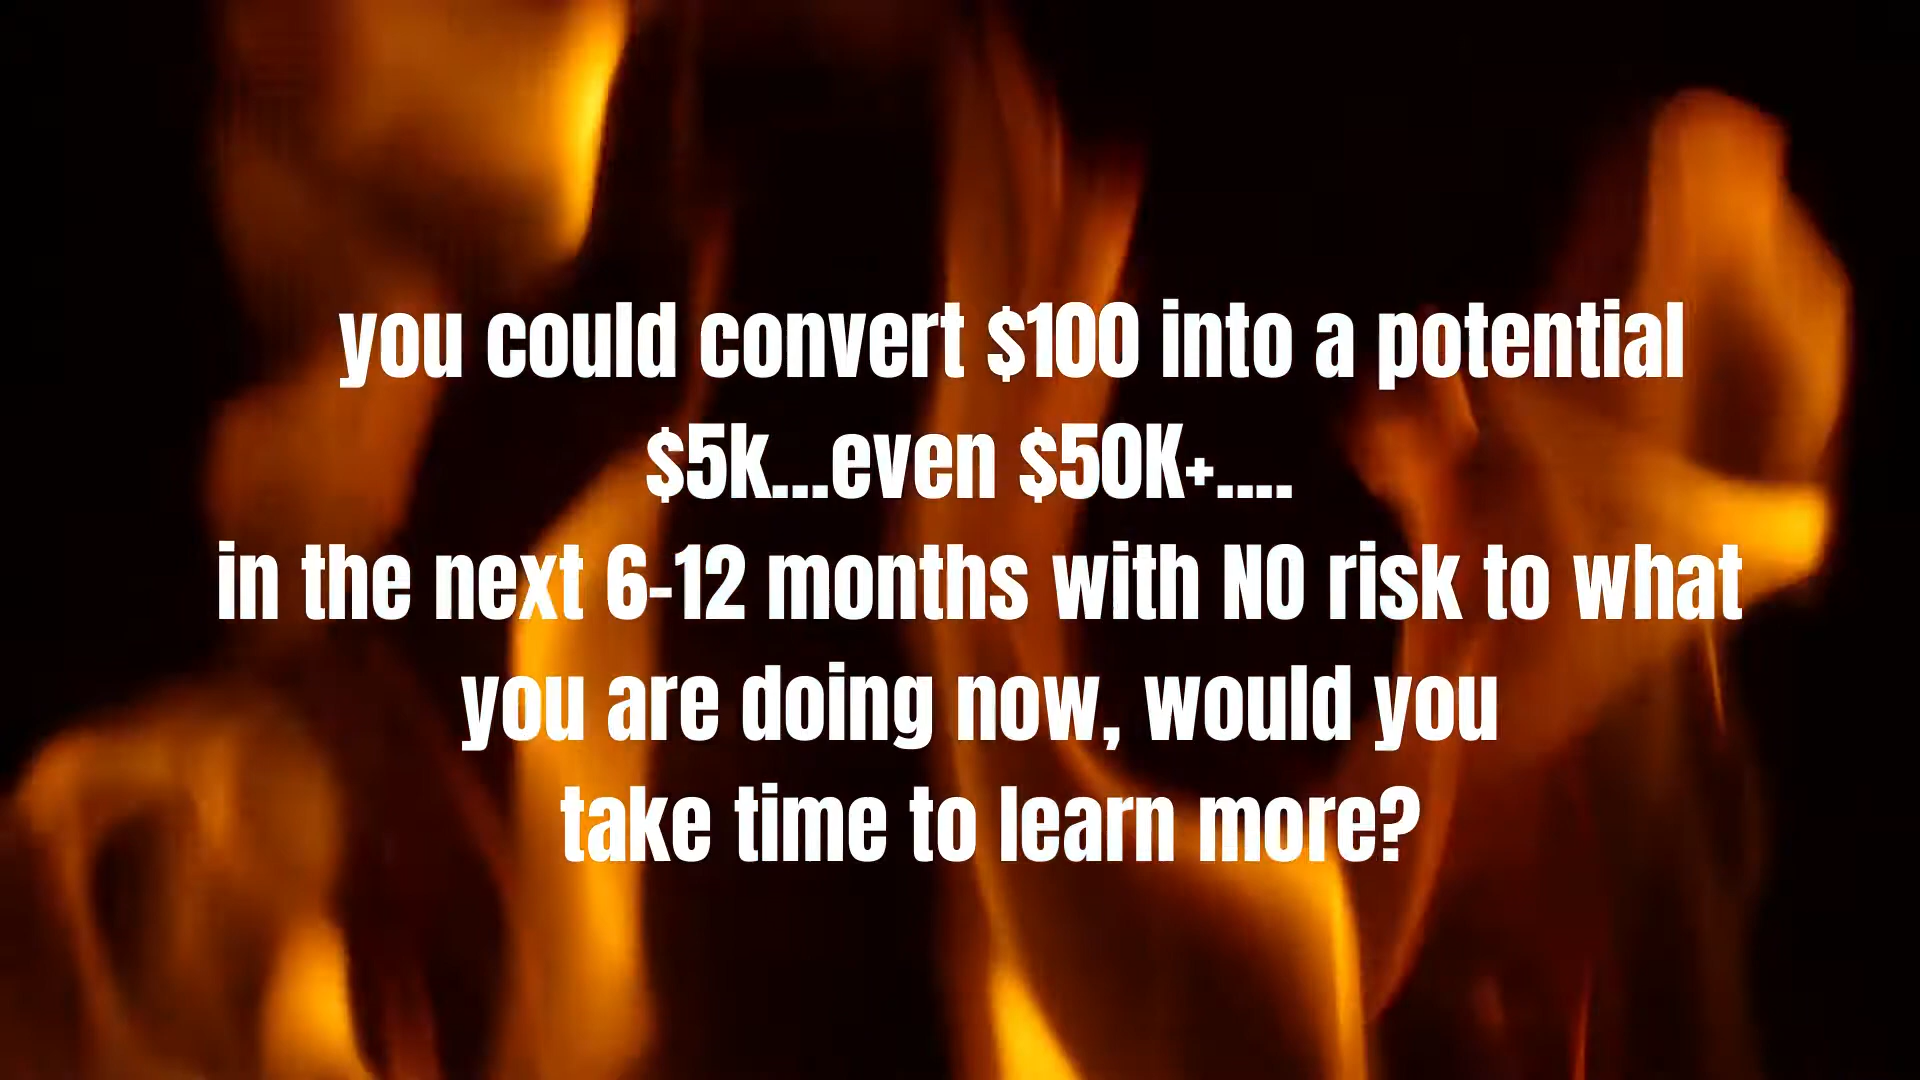 you could convert $100 into a potential
$5k...even $50K+....
in the next 6-12 months with NO risk to what
you are doing now, would you
take time to learn more?